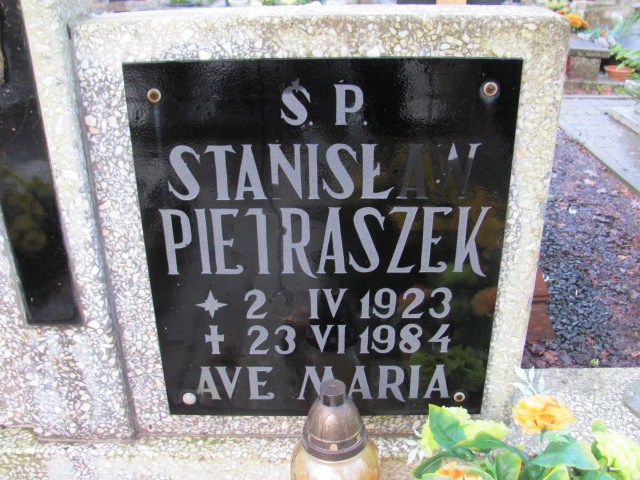 Ś. P.
STANISŁAW
PIETRASZEK
2 IV 1923
23 VI 1984
AVE MARIA